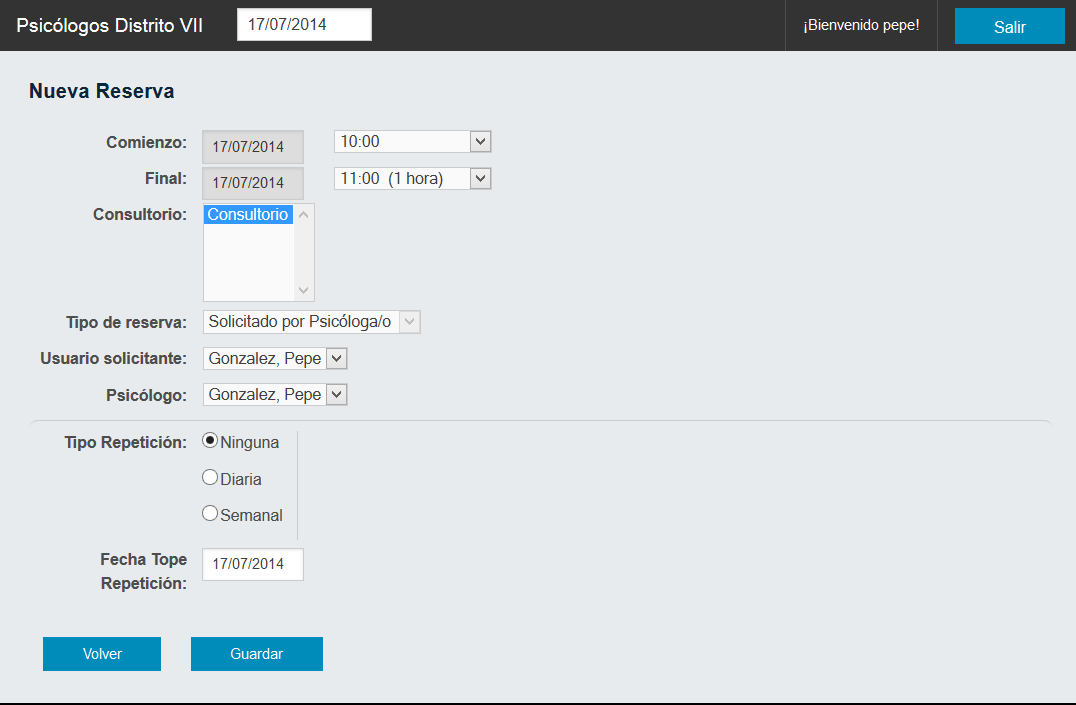 Psicólogos Distrito VII 17/07/2014 ¡Bienvenido pepe! Salir
Nueva Reserva
Comienzo: 17/07/2014 10:00
Final: 17/07/2014 11:00 (1 hora)
Consultorio: Consultorio
Tipo de reserva: Solicitado por Psicóloga/o
Usuario solicitante: Gonzalez, Pepe
Psicólogo: Gonzalez, Pepe
Tipo Repetición: Ninguna
Diaria
Semanal
Fecha Tope 17/07/2014
Repetición:
Volver Guardar